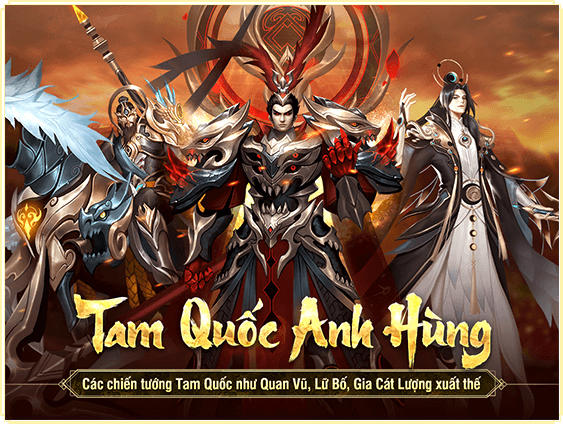 Tam Quốc Anh Hùng
Các chiến tướng Tam Quốc như Quan Vũ, Lữ Bố, Gia Cát Lượng xuất thế